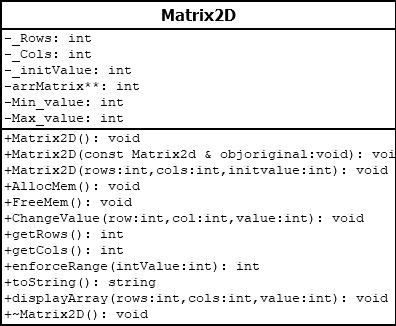 Matrix2D
-_Rows: int
-_Cols: int
-_initValue: int
-arrMatrix**: int
-Min_value: int
-Max_value: int
+Matrix2D(): void
+Matrix2D(const Matrix2d & objoriginal:void): voi
+Matrix2D(rows:int,cols:int,initvalue:int): void
+AllocMem(): void
+FreeMem(): void
+ChangeValue(row:int,col:int,value:int): void
+getRows(): int
+getCols(): int
+enforceRange(intValue:int): int
+toString(): string
+displayArray(rows:int,cols:int,value:int): void
+~Matrix2D(): void